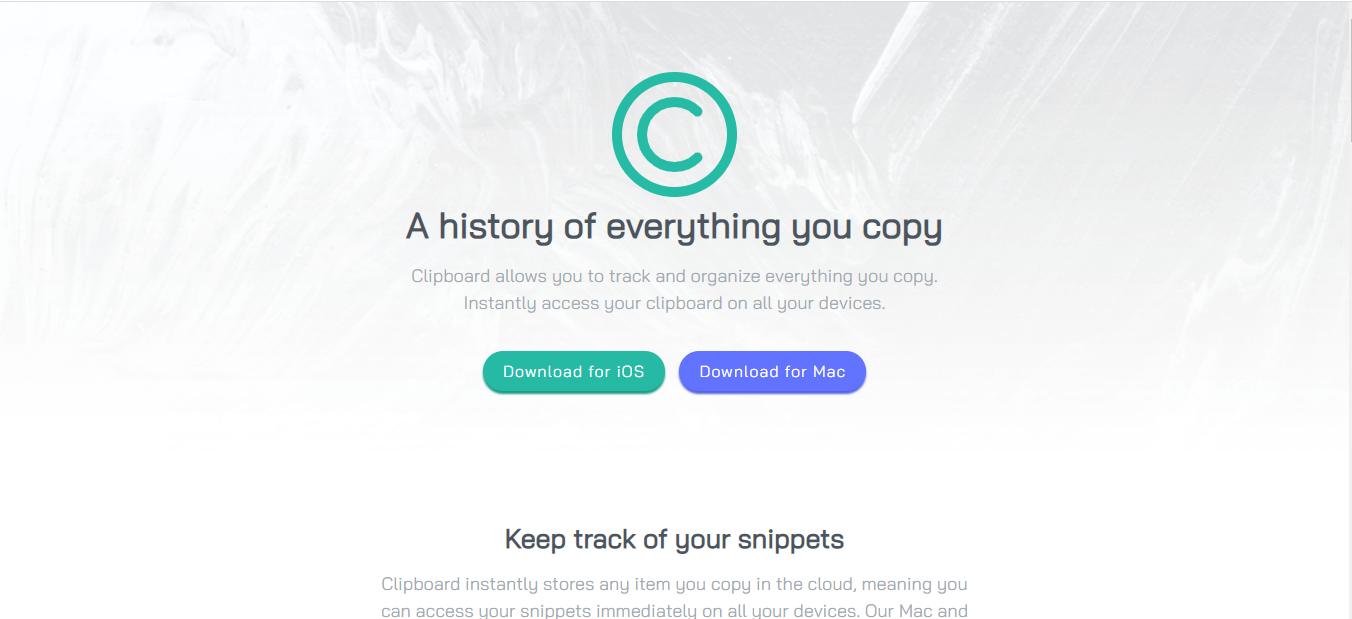 ©
A history of everything you copy
Clipboard allows you to track and organize everything you copy.
Instantly access your clipboard on all your devices.
Download for iOS
Download for Mac
Keep track of your snippets
Clipboard instantly stores any item you copy in the cloud, meaning you
can access your snippets immediately on all your devices. Our Mac and